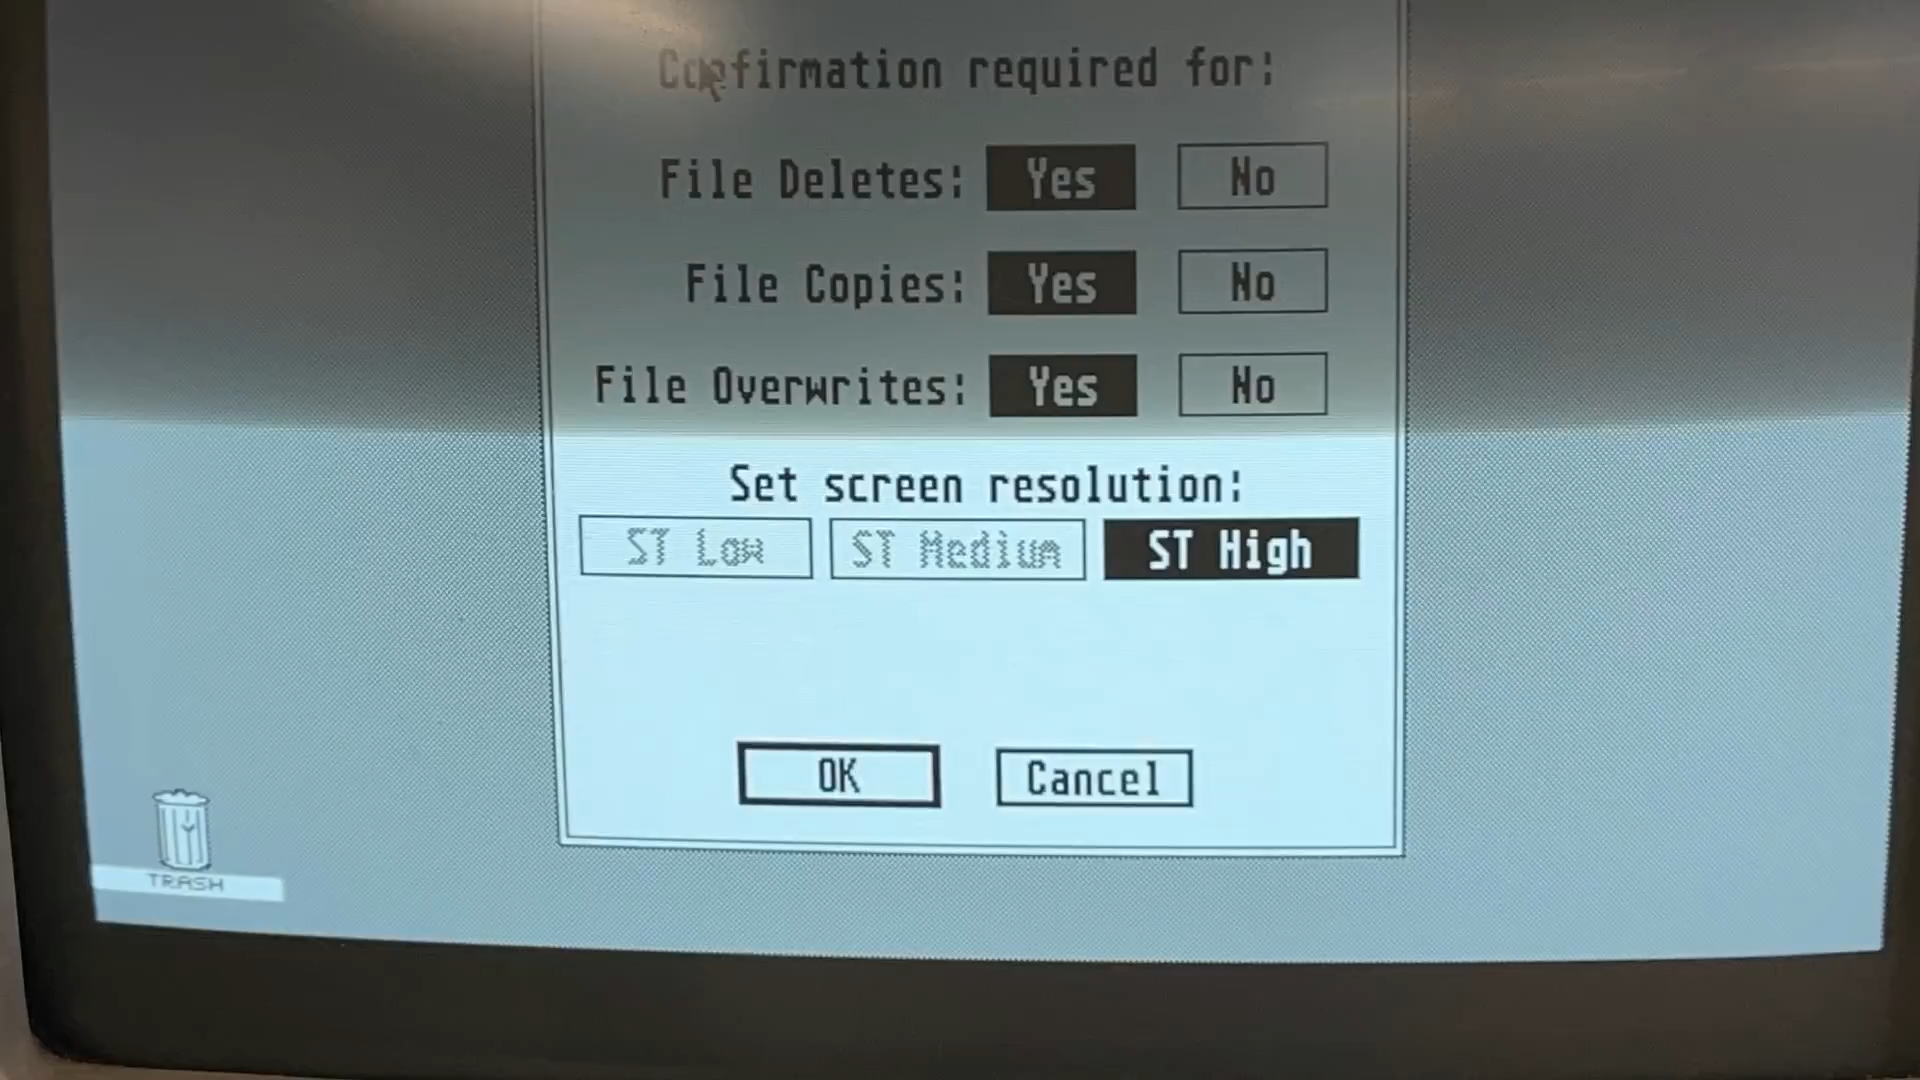 Confirmation required for:
File Deletes: Yes No
File Copies: Yes No
File Overwrites: Yes No
Set screen resolution:
ST Low ST Medium ST High
OK Cancel
TRASH